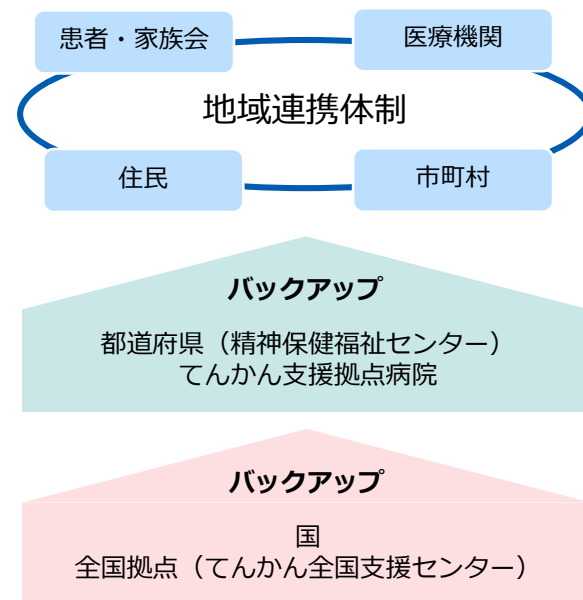 患者・家族会
医療機関
地域連携体制
住民
市町村
バックアップ
都道府県（精神保健福祉センター）
てんかん支援拠点病院
バックアップ
国
全国拠点（てんかん全国支援センター）